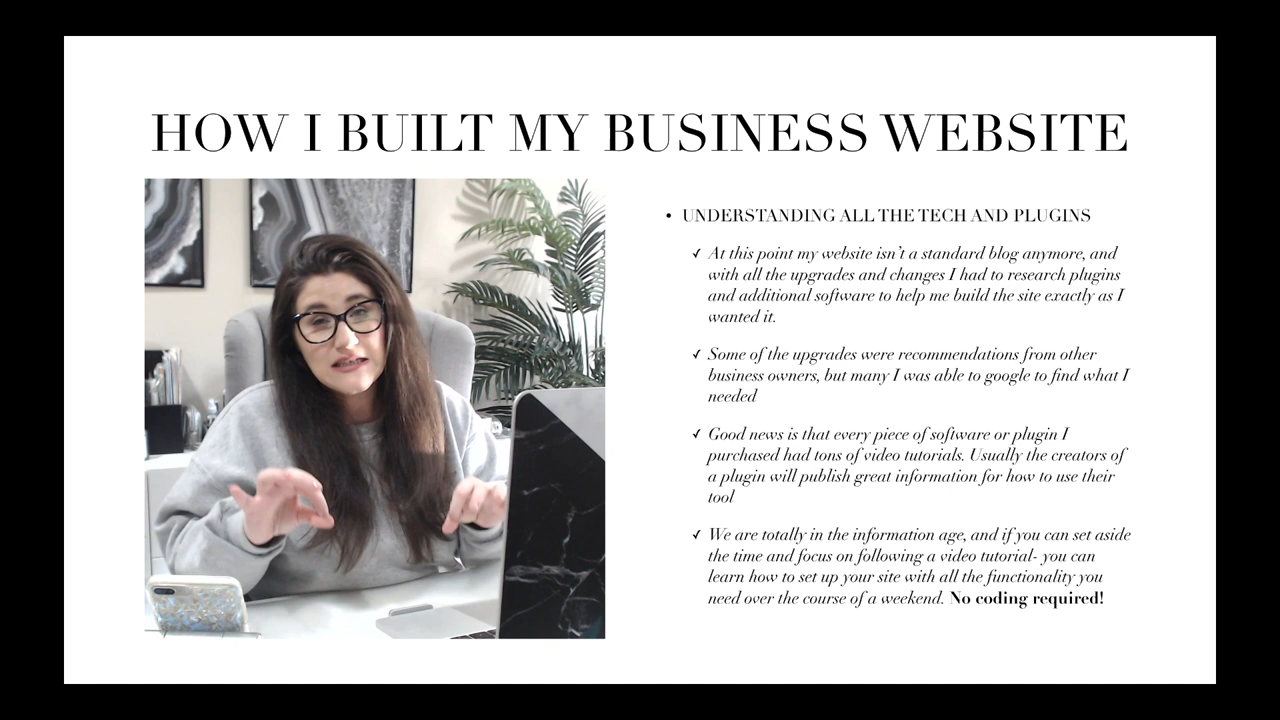 HOW I BUILT MY BUSINESS WEBSITE
• UNDERSTANDING ALL THE TECH AND PLUGINS
✓ At this point my website isn't a standard blog anymore, and
with all the upgrades and changes I had to research plugins
and additional software to help me build the site exactly as I
wanted it.
✓ Some of the upgrades were recommendations from other
business owners, but many I was able to google to find what I
needed
✓ Good news is that every piece of software or plugin I
purchased had tons of video tutorials. Usually the creators of
a plugin will publish great information for how to use their
tool
✓ We are totally in the information age, and if you can set aside
the time and focus on following a video tutorial- you can
learn how to set up your site with all the functionality you
need over the course of a weekend. No coding required!